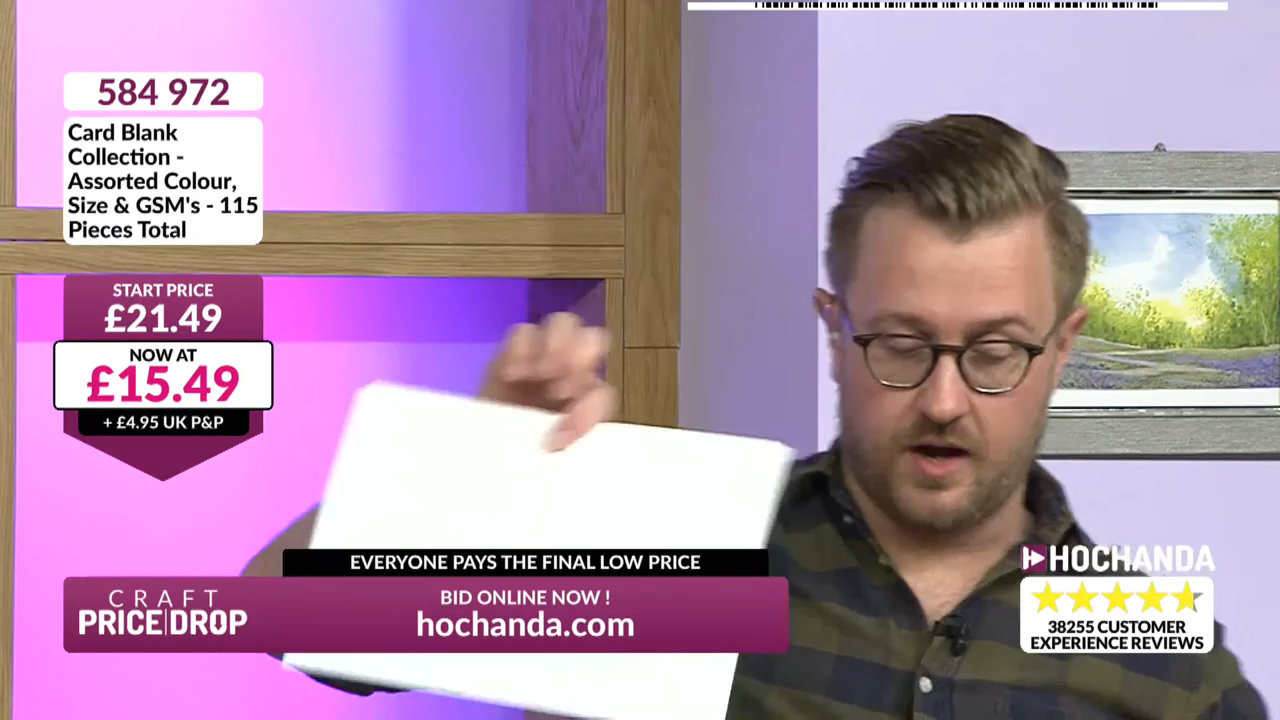 584 972
Card Blank
Collection -
Assorted Colour,
Size & GSM's - 115
Pieces Total
START PRICE
£21.49
NOW AT
£15.49
+ £4.95 UK P&P
EVERYONE PAYS THE FINAL LOW PRICE
CRAFT
PRICE DROP
BID ONLINE NOW !
hochanda.com
HOCHANDA
38255 CUSTOMER
EXPERIENCE REVIEWS